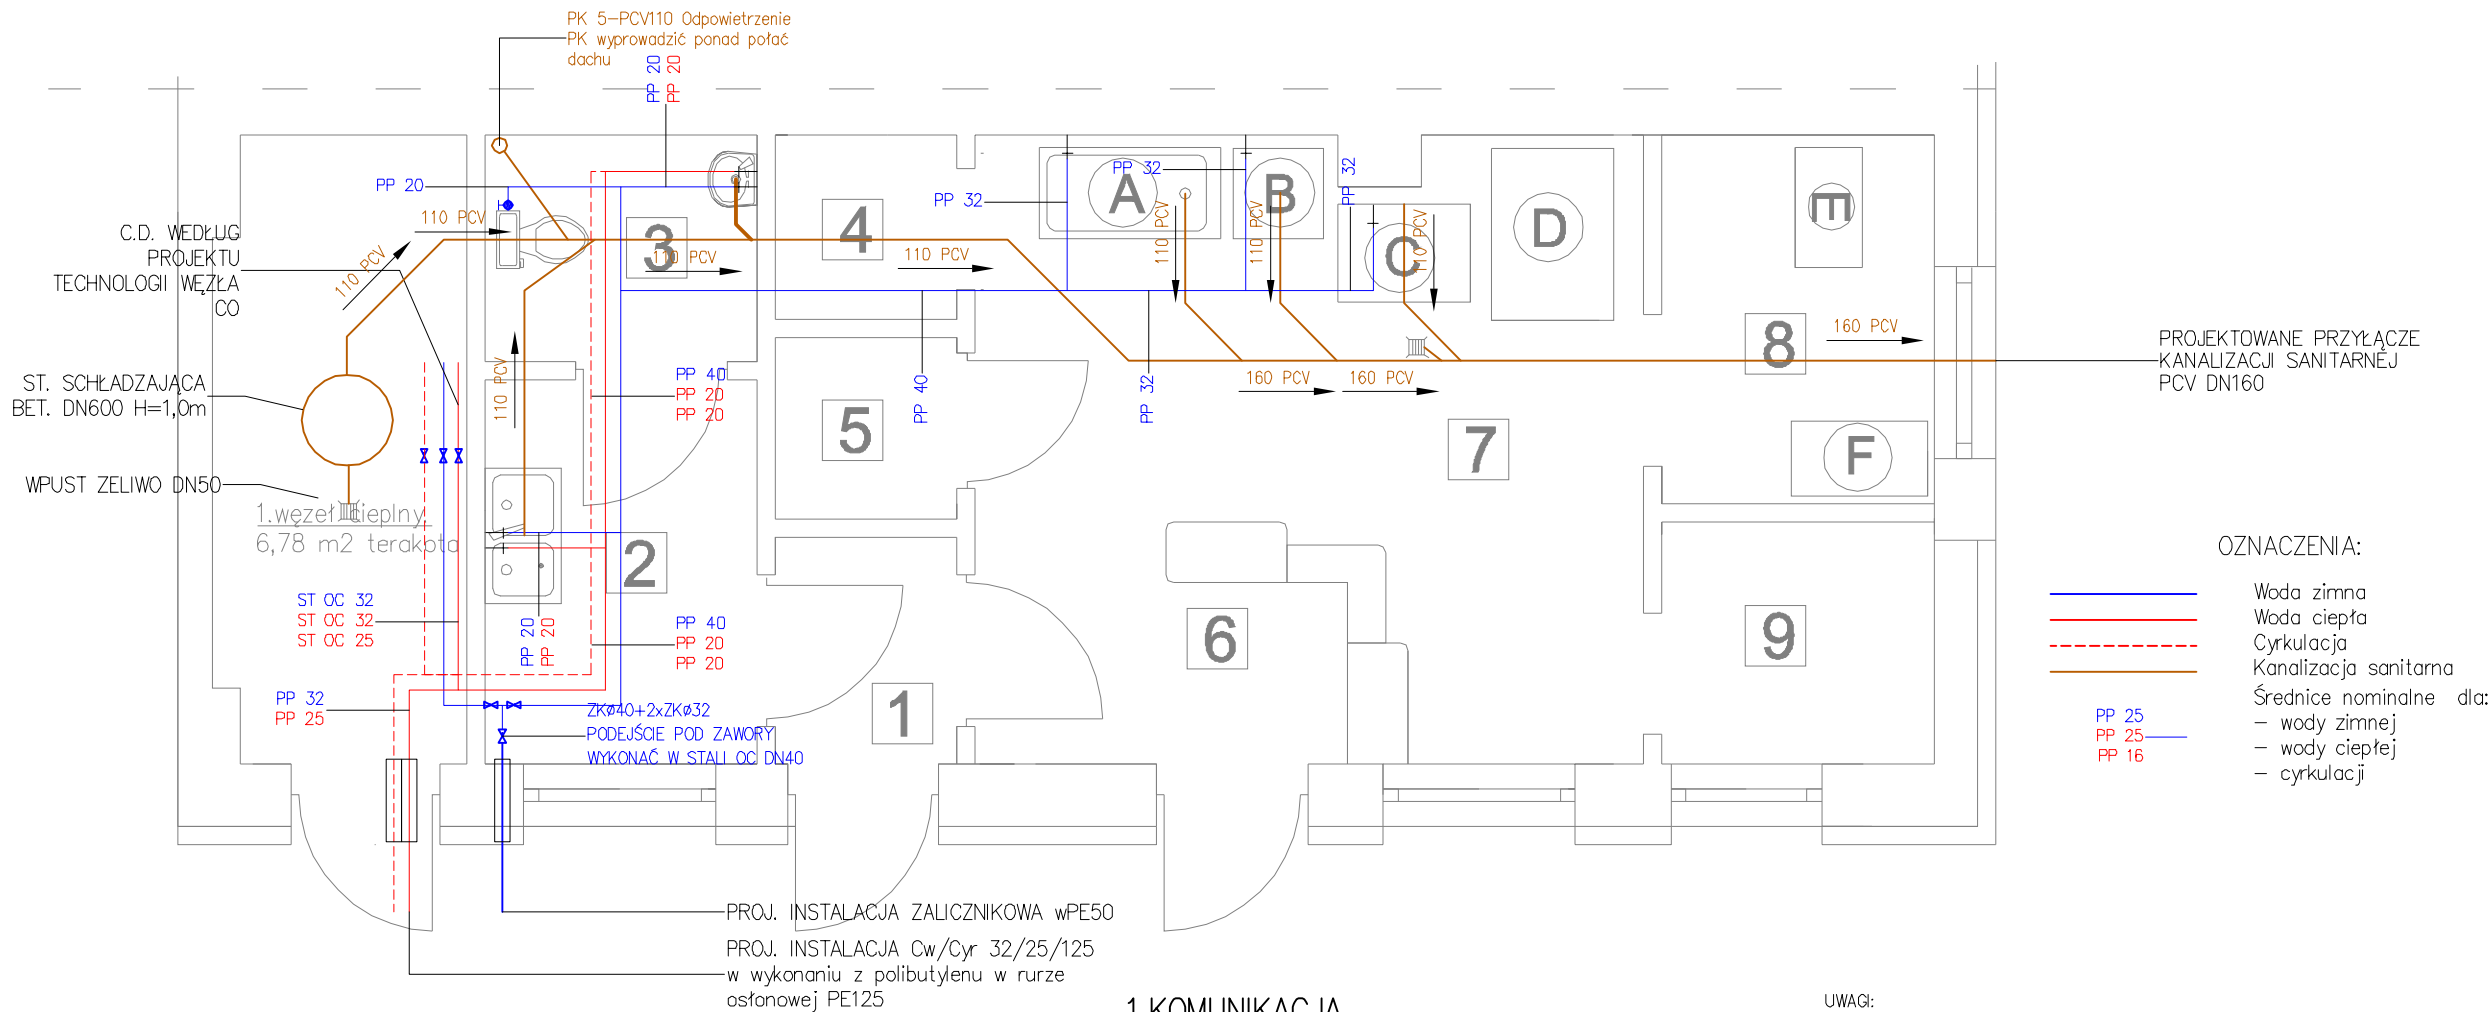 PK 5-PCV110 Odpowietrzenie
PK wyprowadzić ponad połać
dachu
PP 20
PP 20
PP 20
110 PCV
110 PCV
C.D. WEDŁUG
PROJEKTU
TECHNOLOGII WĘZŁA
CO
3
110 PCV
4
110 PCV
PP 32
PP 32
A
110 PCV
B
110 PCV
PP 32
C
110 PCV
D
E
8
160 PCV
PROJEKTOWANE PRZYŁĄCZE
KANALIZACJI SANITARNEJ
PCV DN160
ST. SCHŁADZAJĄCA
BET. DN600 H=1,0m
110 PCV
PP 40
PP 20
PP 20
5
PP 40
PP 32
160 PCV
160 PCV
7
F
WPUST ZELIWO DN50
1.węzeł cieplny
6,78 m2 terakota
2
ST OC 32
ST OC 32
ST OC 25
PP 20
PP 20
PP 40
PP 20
PP 20
6
9
1
PP 32
PP 25
ZKø40+2xZKø32
PODEJŚCIE POD ZAWORY
WYKONAĆ W STALI OC DN40
OZNACZENIA:
Woda zimna
Woda ciepła
Cyrkulacja
Kanalizacja sanitarna
Średnice nominalne dla:
PP 25
- wody zimnej
PP 25
- wody ciepłej
PP 16
- cyrkulacji
PROJ. INSTALACJA ZALICZNIKOWA wPE50
PROJ. INSTALACJA Cw/Cyr 32/25/125
w wykonaniu z polibutylenu w rurze
osłonowej PE125
1.KOMUNIKACJA
UWAGI: